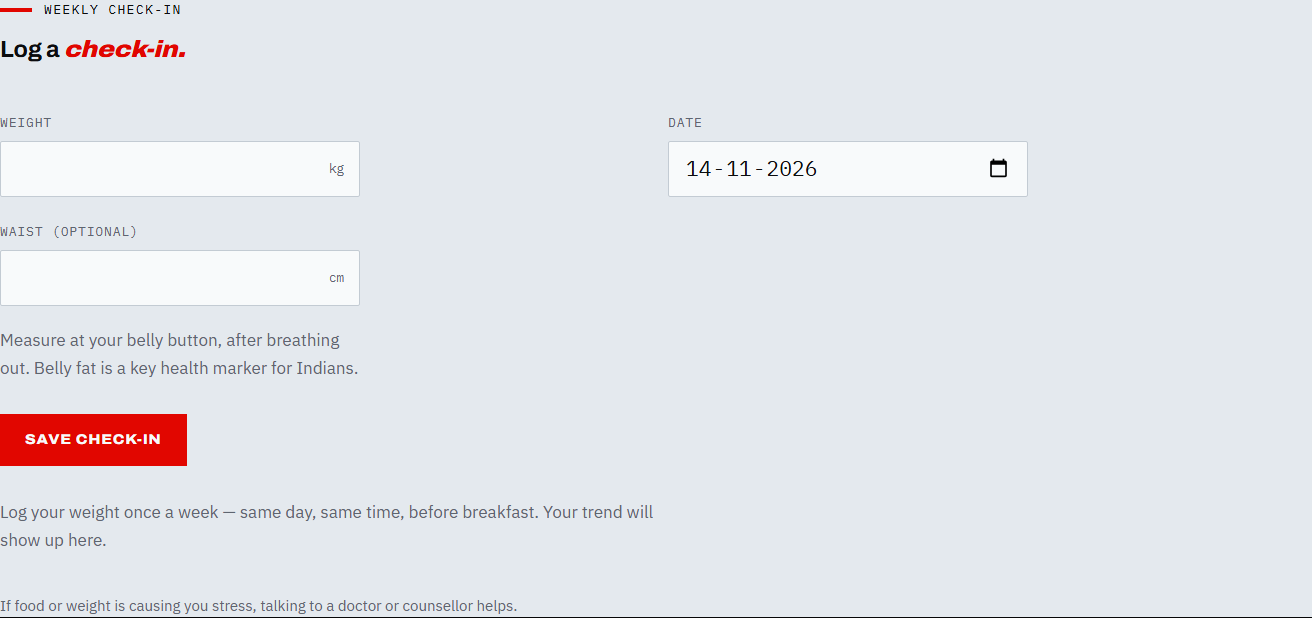 WEEKLY CHECK-IN
Log a check-in.
WEIGHT
kg
DATE
14-11-2026
WAIST (OPTIONAL)
cm
Measure at your belly button, after breathing
out. Belly fat is a key health marker for Indians.
SAVE CHECK-IN
Log your weight once a week — same day, same time, before breakfast. Your trend will
show up here.
If food or weight is causing you stress, talking to a doctor or counsellor helps.